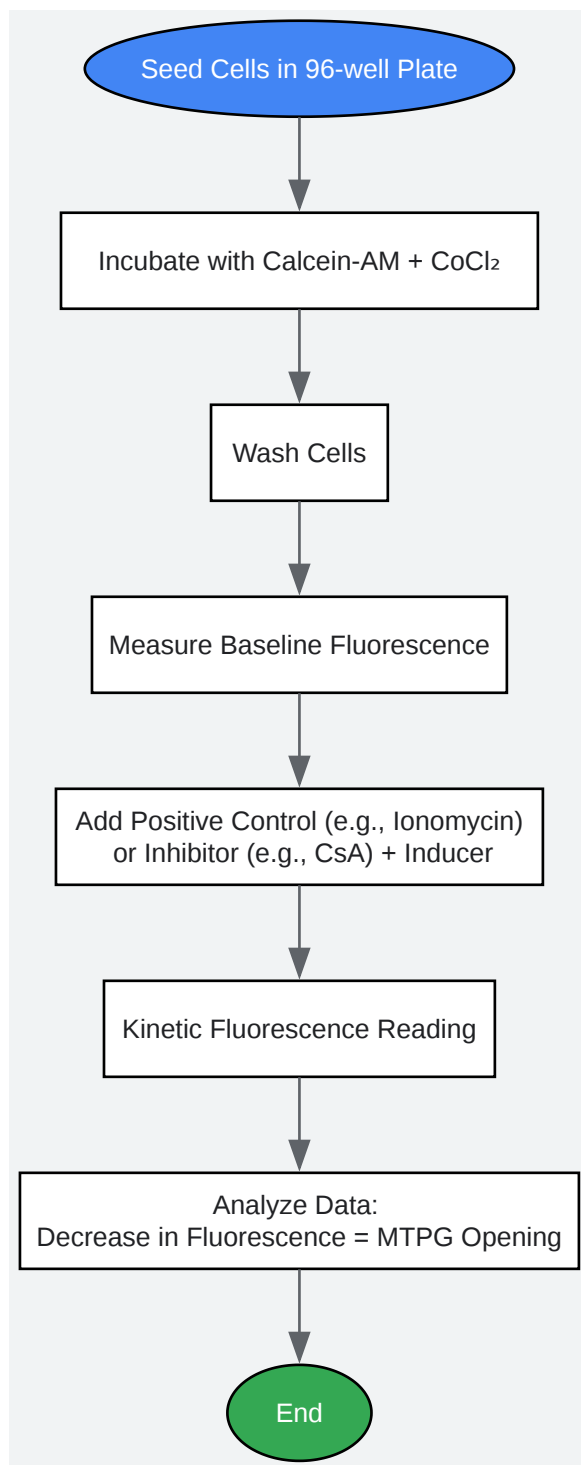 Seed Cells in 96-well Plate
Incubate with Calcein-AM + CoCl₂
Wash Cells
Measure Baseline Fluorescence
Add Positive Control (e.g., Ionomycin)
or Inhibitor (e.g., CsA) + Inducer
Kinetic Fluorescence Reading
Analyze Data:
Decrease in Fluorescence = MTPG Opening
End